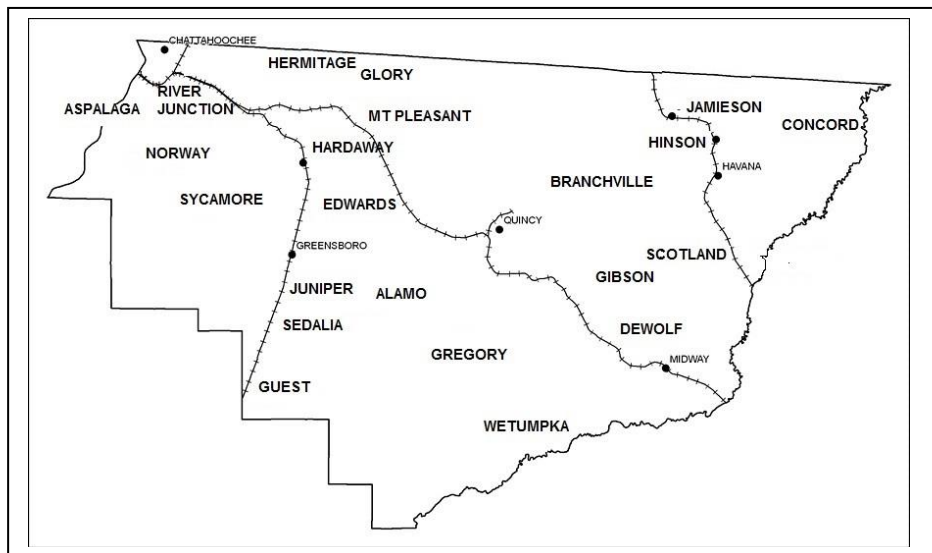 CHATTAHOOCHEE
HERMITAGE
GLORY
RIVER
JUNCTION
ASPALAGA
MT PLEASANT
JAMIESON
CONCORD
HINSON
HARDAWAY
NORWAY
HAVANA
BRANCHVILLE
SYCAMORE
EDWARDS
QUINCY
GREENSBORO
SCOTLAND
GIBSON
JUNIPER
ALAMO
SEDALIA
DEWOLF
GREGORY
MIDWAY
GUEST
WETUMPKA